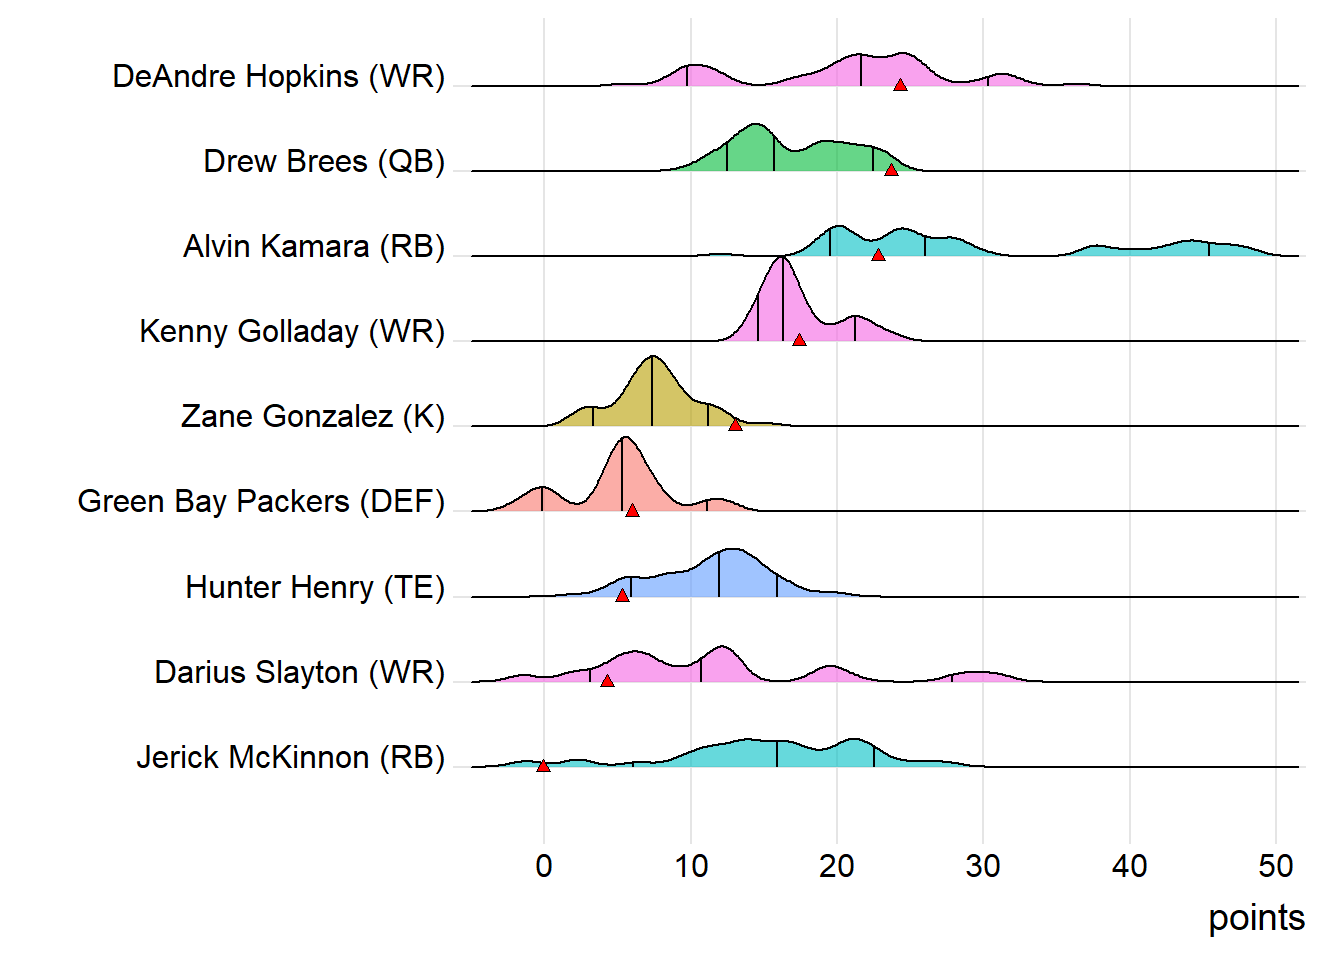 DeAndre Hopkins (WR)
Drew Brees (QB)
Alvin Kamara (RB)
Kenny Golladay (WR)
Zane Gonzalez (K)
Green Bay Packers (DEF)
Hunter Henry (TE)
Darius Slayton (WR)
Jerick McKinnon (RB)
0 10 20 30 40 50
points